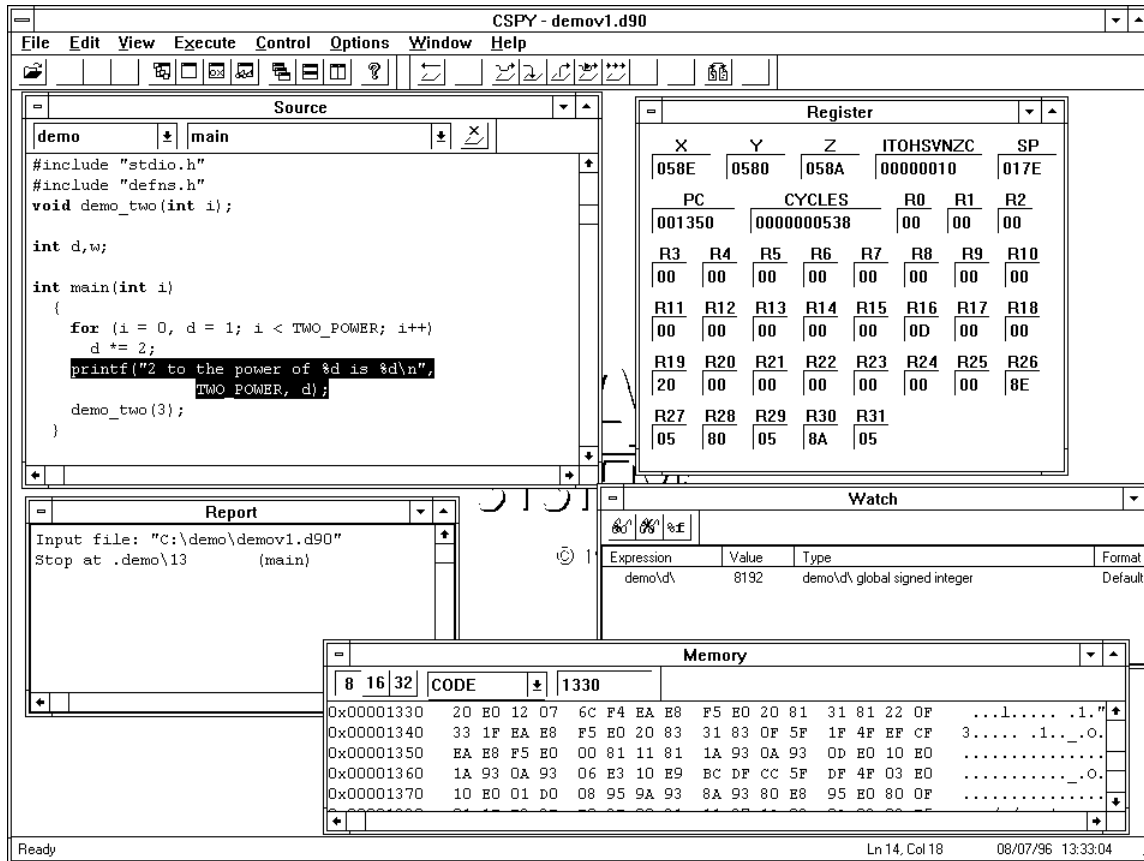 CSPY - demov1.d90
File Edit View Execute Control Options Window Help
Source
demo main
#include "stdio.h"
#include "defns.h"
void demo_two(int i);
int d,w;
int main(int i)
{
for (i = 0, d = 1; i < TWO_POWER; i++)
d *= 2;
printf("2 to the power of %d is %d\n",
TWO_POWER, d);
demo_two(3);
}
Register
X Y Z ITOHSVNZC SP
058E 0580 058A 00000010 017E
PC CYCLES R0 R1 R2
001350 0000000538 00 00 00
R3 R4 R5 R6 R7 R8 R9 R10
00 00 00 00 00 00 00 00
R11 R12 R13 R14 R15 R16 R17 R18
00 00 00 00 00 0D 00 00
R19 R20 R21 R22 R23 R24 R25 R26
20 00 00 00 00 00 00 8E
R27 R28 R29 R30 R31
05 80 05 8A 05
Report
Input file: "C:\demo\demov1.d90"
Stop at .demo\13 (main)
Watch
%f
Expression Value Type Format
demo\d\ 8192 demo\d\ global signed integer Default
Memory
8 16 32 CODE 1330
0x00001330 20 E0 12 07 6C F4 EA E8 F5 E0 20 81 31 81 22 0F ...l..... .1."
0x00001340 33 1F EA E8 F5 E0 20 83 31 83 0F 5F 1F 4F EF CF 3..... .1.._.O.
0x00001350 EA E8 F5 E0 00 81 11 81 1A 93 0A 93 0D E0 10 E0 ...............
0x00001360 1A 93 0A 93 06 E3 10 E9 BC DF CC 5F DF 4F 03 E0 ..........._.O.
0x00001370 10 E0 01 D0 08 95 9A 93 8A 93 80 E8 95 E0 80 0F ...............
Ready Ln 14, Col 18 08/07/96 13:33:04